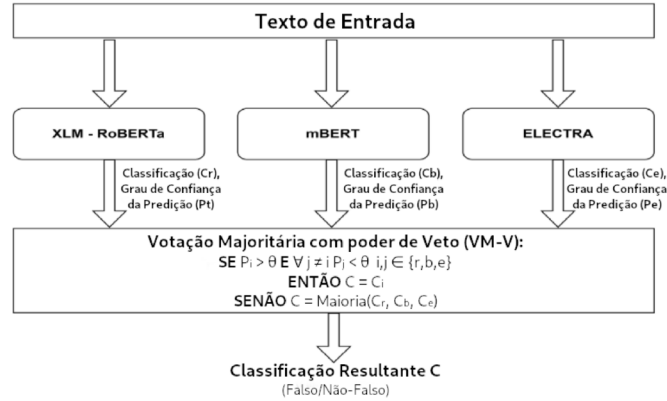 Texto de Entrada
XLM - RoBERTa
mBERT
ELECTRA
Classificação (Cr),
Grau de Confiança
da Predição (Pt)
Classificação (Cb),
Grau de Confiança
da Predição (Pb)
Classificação (Ce),
Grau de Confiança
da Predição (Pe)
Votação Majoritária com poder de Veto (VM-V):
SE Pᵢ > θ E ∀ j ≠ i Pⱼ < θ i,j ∈ {r,b,e}
ENTÃO C = Cᵢ
SENÃO C = Maioria(Cᵣ, C_b, Cₑ)
Classificação Resultante C
(Falso/Não-Falso)